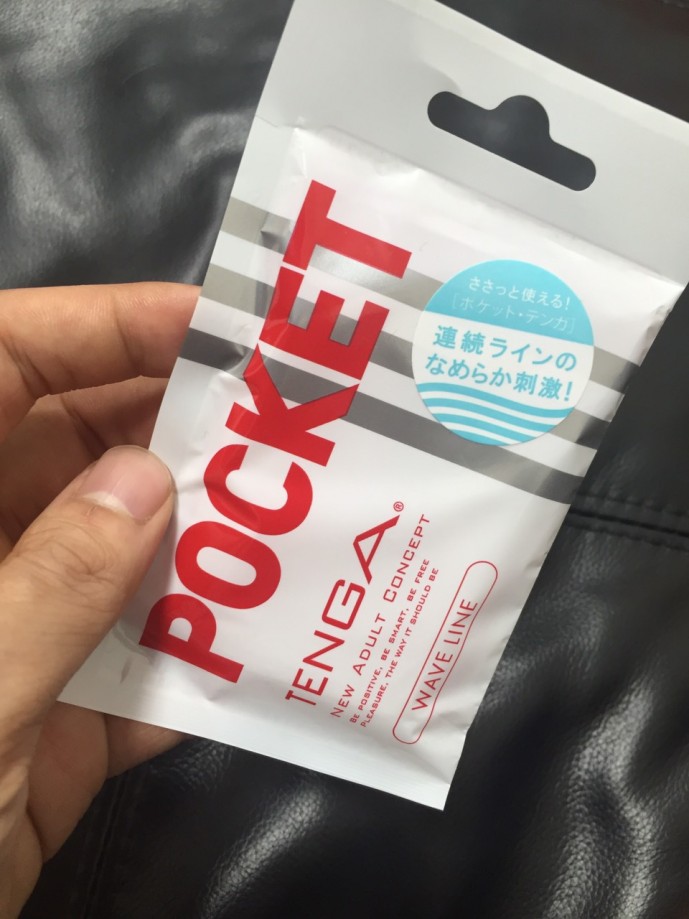 ささっと使える!
[ポケット・テンガ]
連続ラインの
なめらか刺激!
POCKET
TENGA®
NEW ADULT CONCEPT
BE POSITIVE, BE SMART, BE FREE
PLEASURE, THE WAY IT SHOULD BE
WAVE LINE